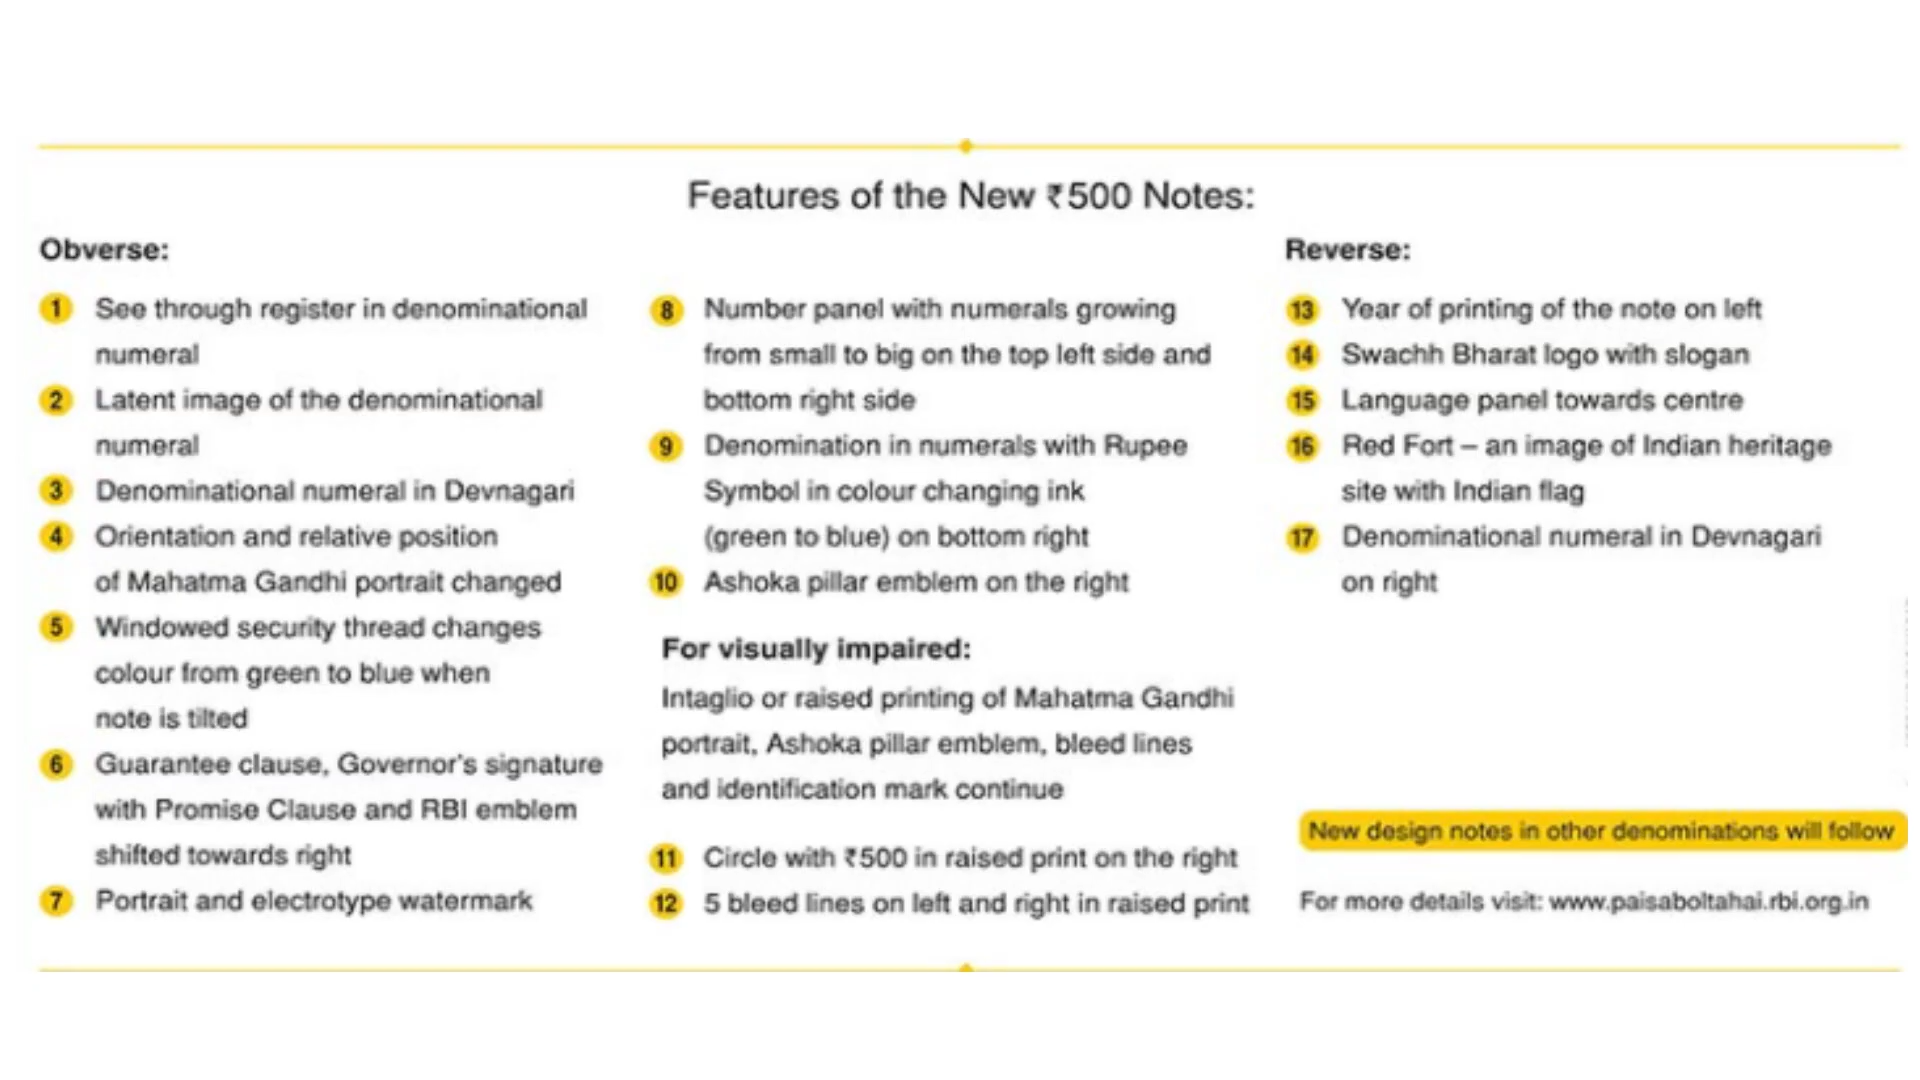 Features of the New ₹500 Notes:
Obverse:
1 See through register in denominational
numeral
2 Latent image of the denominational
numeral
3 Denominational numeral in Devnagari
4 Orientation and relative position
of Mahatma Gandhi portrait changed
5 Windowed security thread changes
colour from green to blue when
note is tilted
6 Guarantee clause, Governor's signature
with Promise Clause and RBI emblem
shifted towards right
7 Portrait and electrotype watermark
8 Number panel with numerals growing
from small to big on the top left side and
bottom right side
9 Denomination in numerals with Rupee
Symbol in colour changing ink
(green to blue) on bottom right
10 Ashoka pillar emblem on the right
For visually impaired:
Intaglio or raised printing of Mahatma Gandhi
portrait, Ashoka pillar emblem, bleed lines
and identification mark continue
11 Circle with ₹500 in raised print on the right
12 5 bleed lines on left and right in raised print
Reverse:
13 Year of printing of the note on left
14 Swachh Bharat logo with slogan
15 Language panel towards centre
16 Red Fort – an image of Indian heritage
site with Indian flag
17 Denominational numeral in Devnagari
on right
New design notes in other denominations will follow
For more details visit: www.paisaboltahai.rbi.org.in